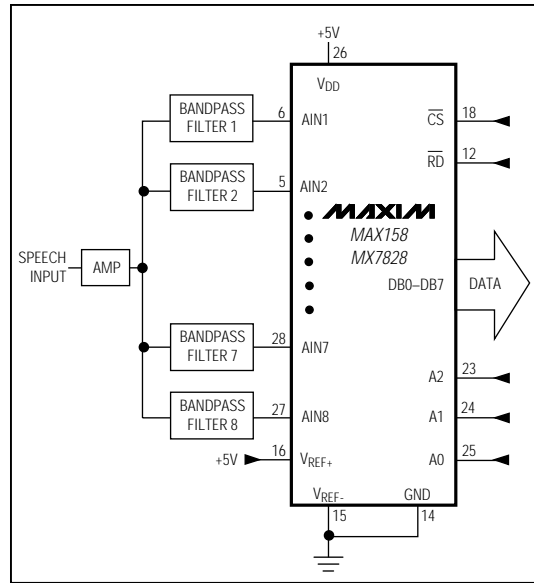 +5V
26
VDD
BANDPASS
FILTER 1
6
AIN1
CS
18
RD
12
BANDPASS
FILTER 2
5
AIN2
MAXIM
MAX158
MX7828
SPEECH
INPUT
AMP
DB0–DB7
DATA
BANDPASS
FILTER 7
28
AIN7
A2
23
BANDPASS
FILTER 8
27
AIN8
A1
24
+5V
16
VREF+
A0
25
VREF-
GND
15
14